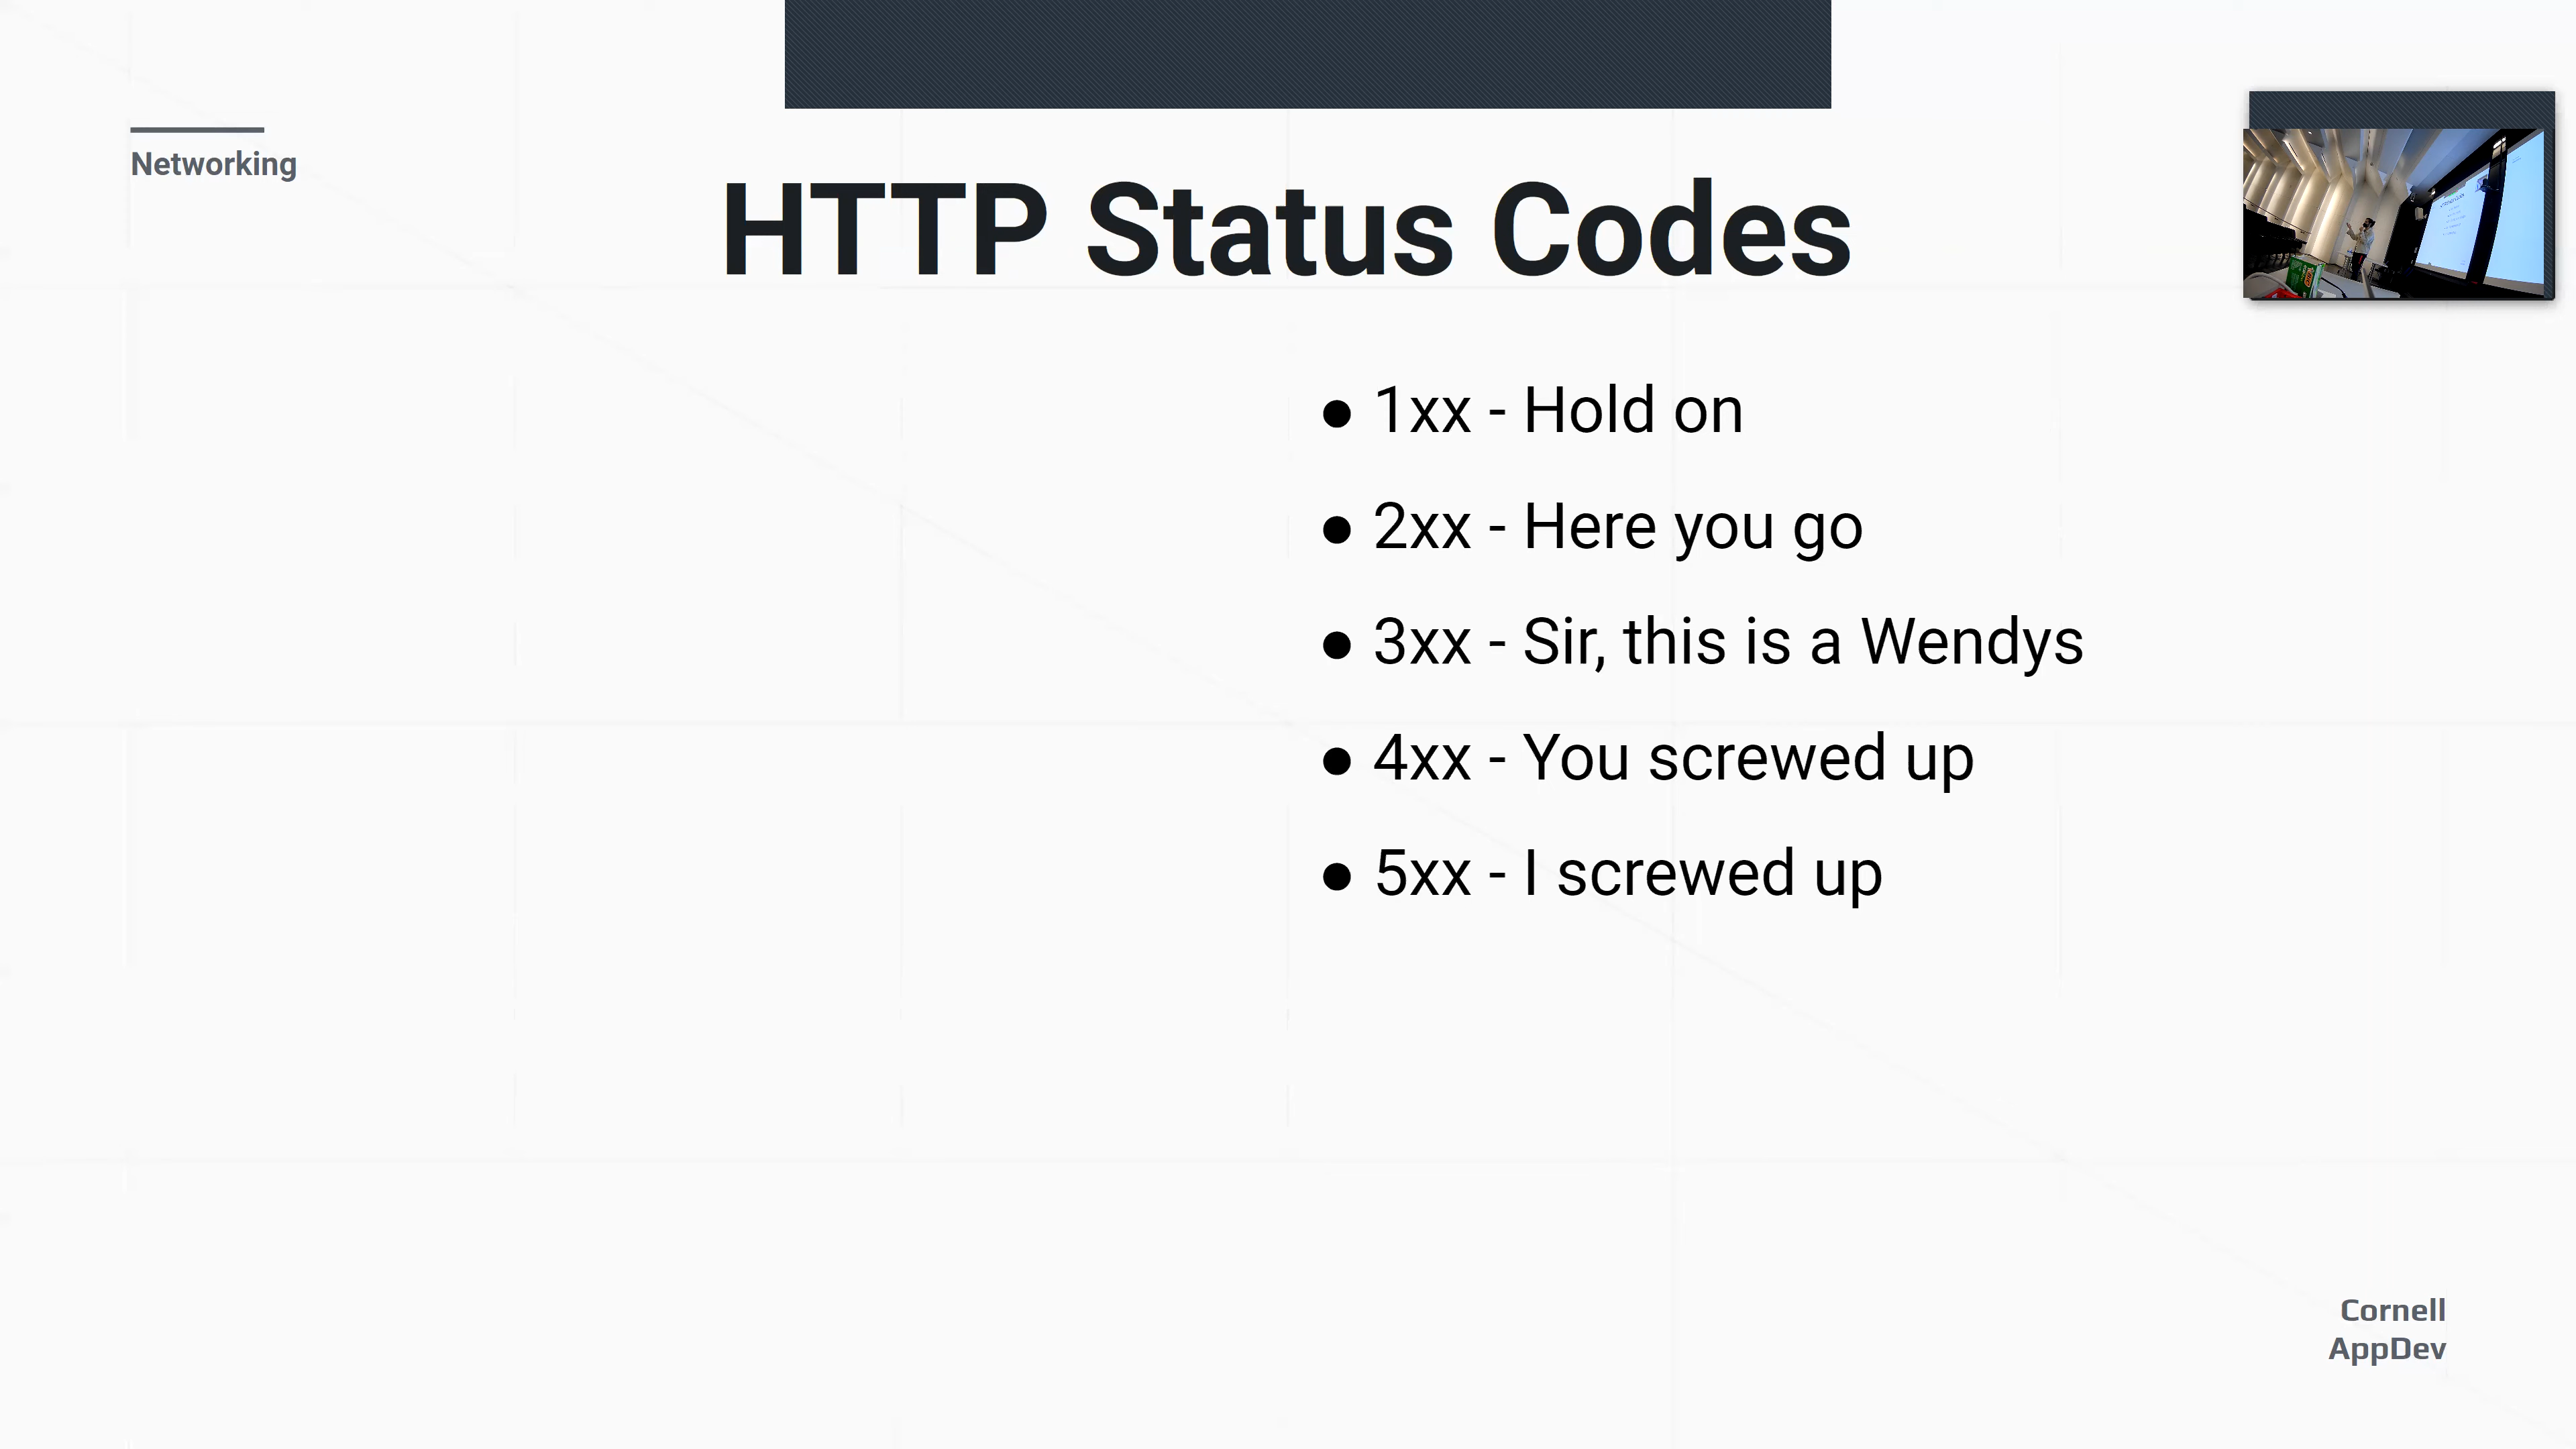 Networking
HTTP Status Codes
● 1xx - Hold on
● 2xx - Here you go
● 3xx - Sir, this is a Wendys
● 4xx - You screwed up
● 5xx - I screwed up
Cornell
AppDev